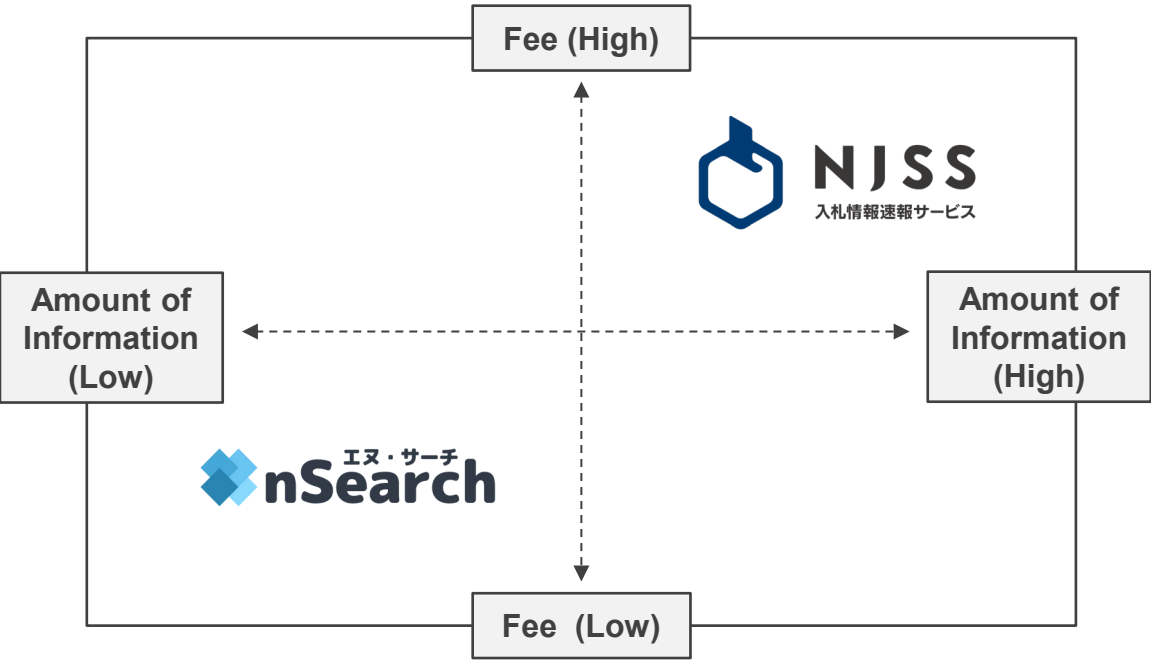 Fee (High)
NJSS
入札情報速報サービス
Amount of
Information
(Low)
Amount of
Information
(High)
エヌ・サーチ
nSearch
Fee (Low)